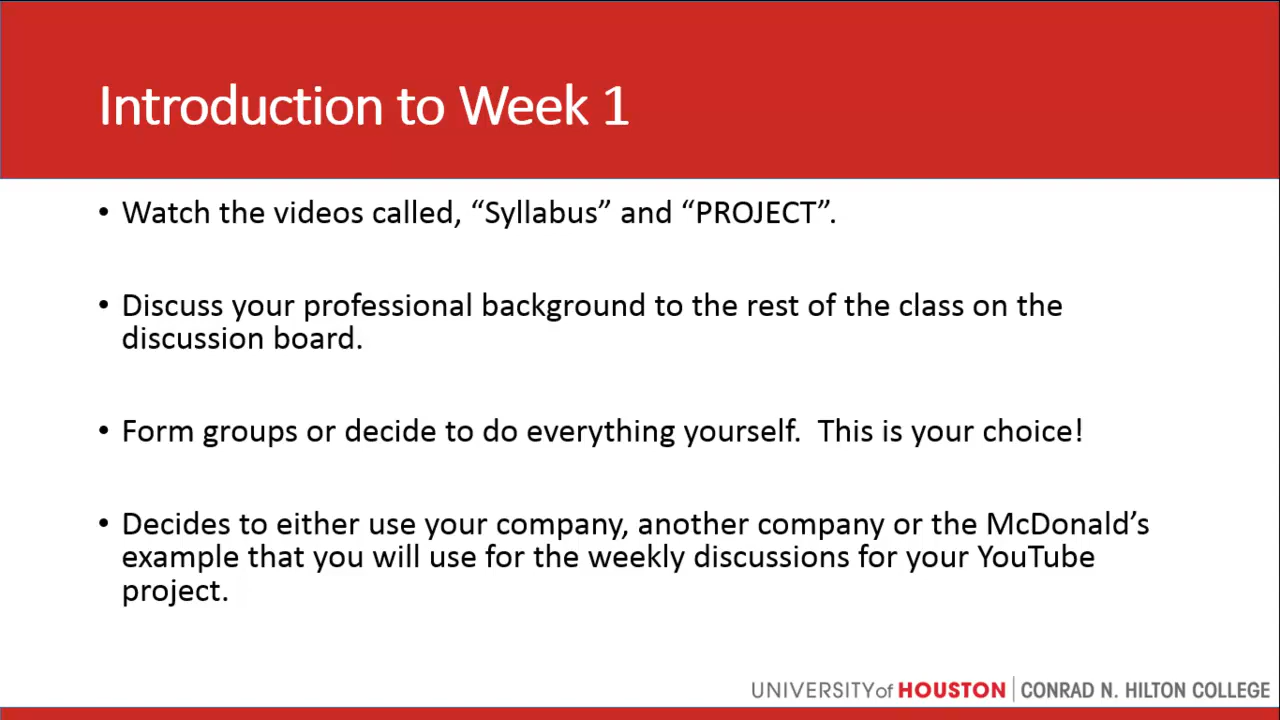 Introduction to Week 1
• Watch the videos called, “Syllabus” and “PROJECT”.
• Discuss your professional background to the rest of the class on the
discussion board.
• Form groups or decide to do everything yourself.  This is your choice!
• Decides to either use your company, another company or the McDonald’s
example that you will use for the weekly discussions for your YouTube
project.
UNIVERSITY of HOUSTON | CONRAD N. HILTON COLLEGE